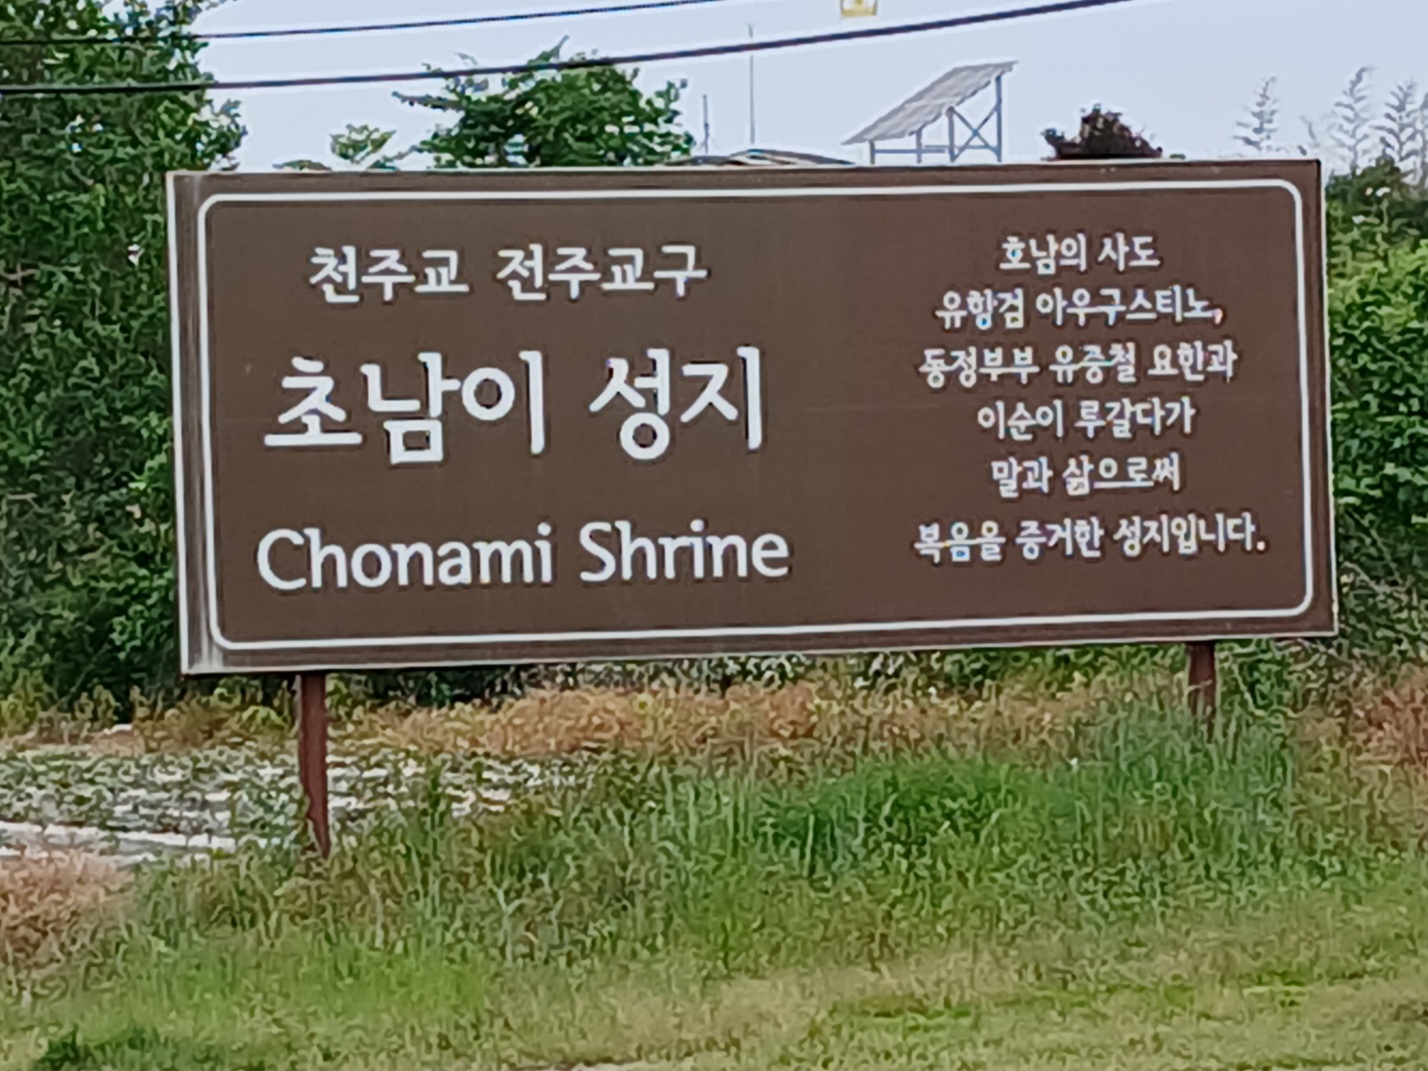 천주교 전주교구
초남이 성지
Chonami Shrine
호남의 사도
유항검 아우구스티노,
동정부부 유중철 요한과
이순이 루갈다가
말과 삶으로써
복음을 증거한 성지입니다.